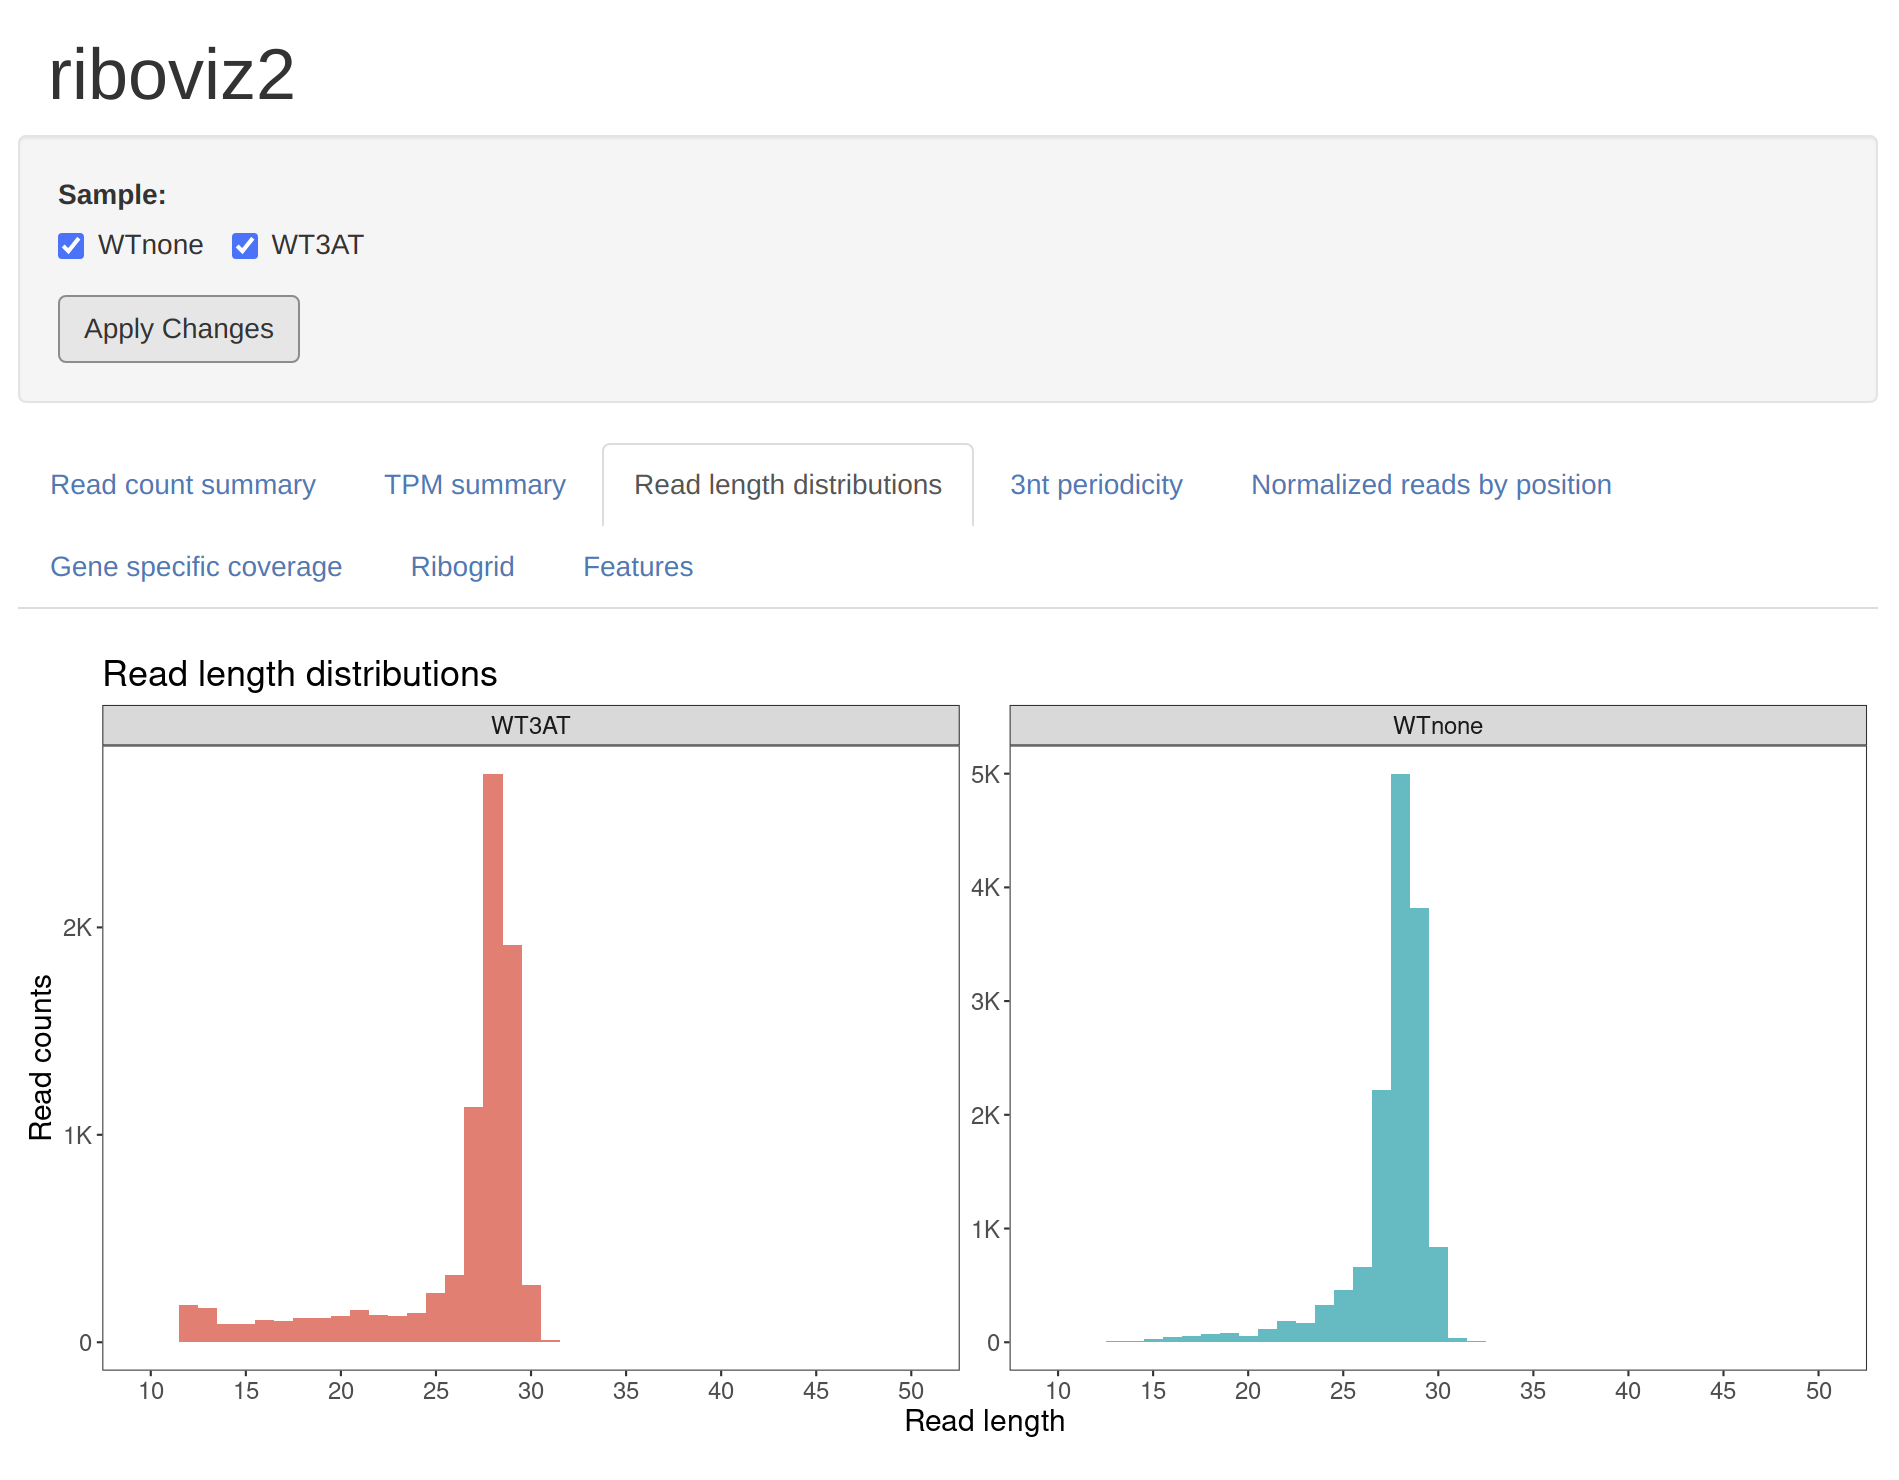 riboviz2
Sample:
WTnone WT3AT
Apply Changes
Read count summary TPM summary Read length distributions 3nt periodicity Normalized reads by position
Gene specific coverage Ribogrid Features
Read length distributions
WT3AT WTnone
5K
4K
2K
3K
2K
1K
1K
0 0
Read counts
10 15 20 25 30 35 40 45 50 10 15 20 25 30 35 40 45 50
Read length